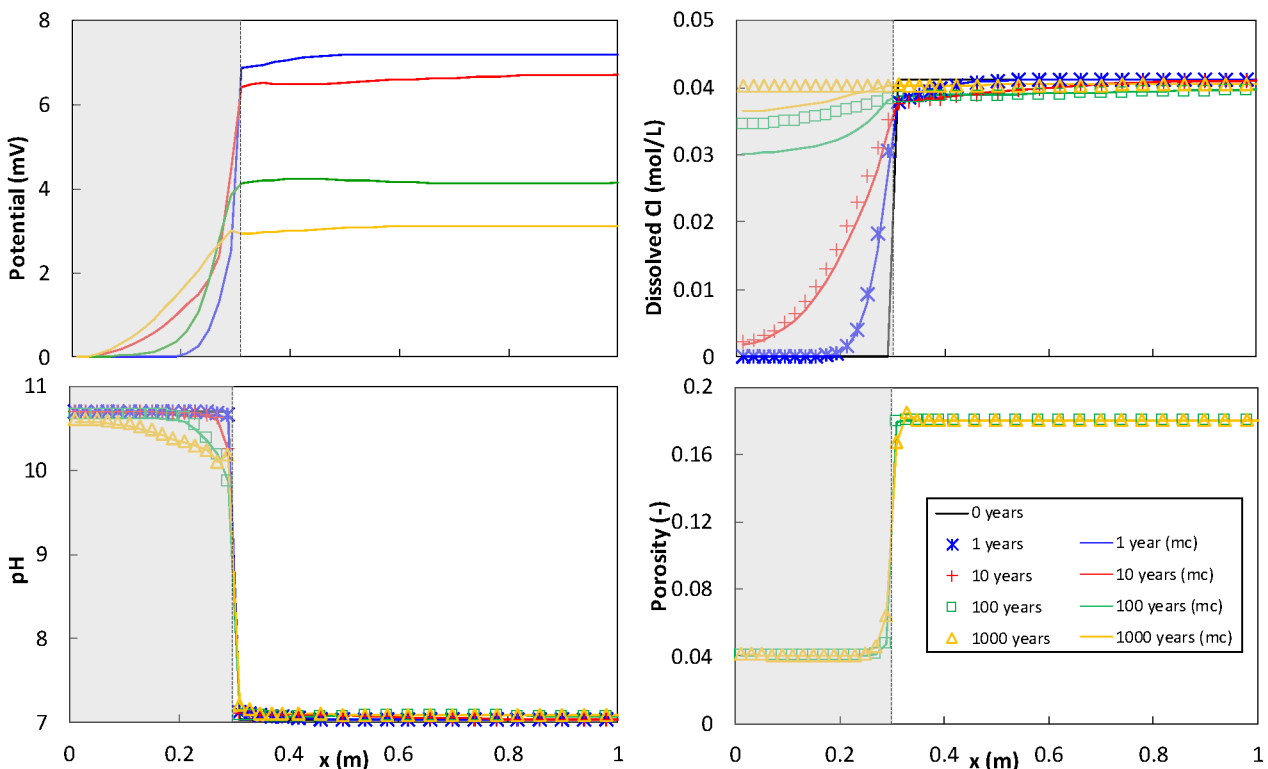 8
6
4
2
0
Potential (mV)
0.05
0.04
0.03
0.02
0.01
0
Dissolved Cl (mol/L)
11
10
9
8
7
pH
0
0.2
0.4
0.6
0.8
1
x (m)
0.2
0.16
0.12
0.08
0.04
0
Porosity (-)
0 years
1 years
1 year (mc)
10 years
10 years (mc)
100 years
100 years (mc)
1000 years
1000 years (mc)
0
0.2
0.4
0.6
0.8
1
x (m)